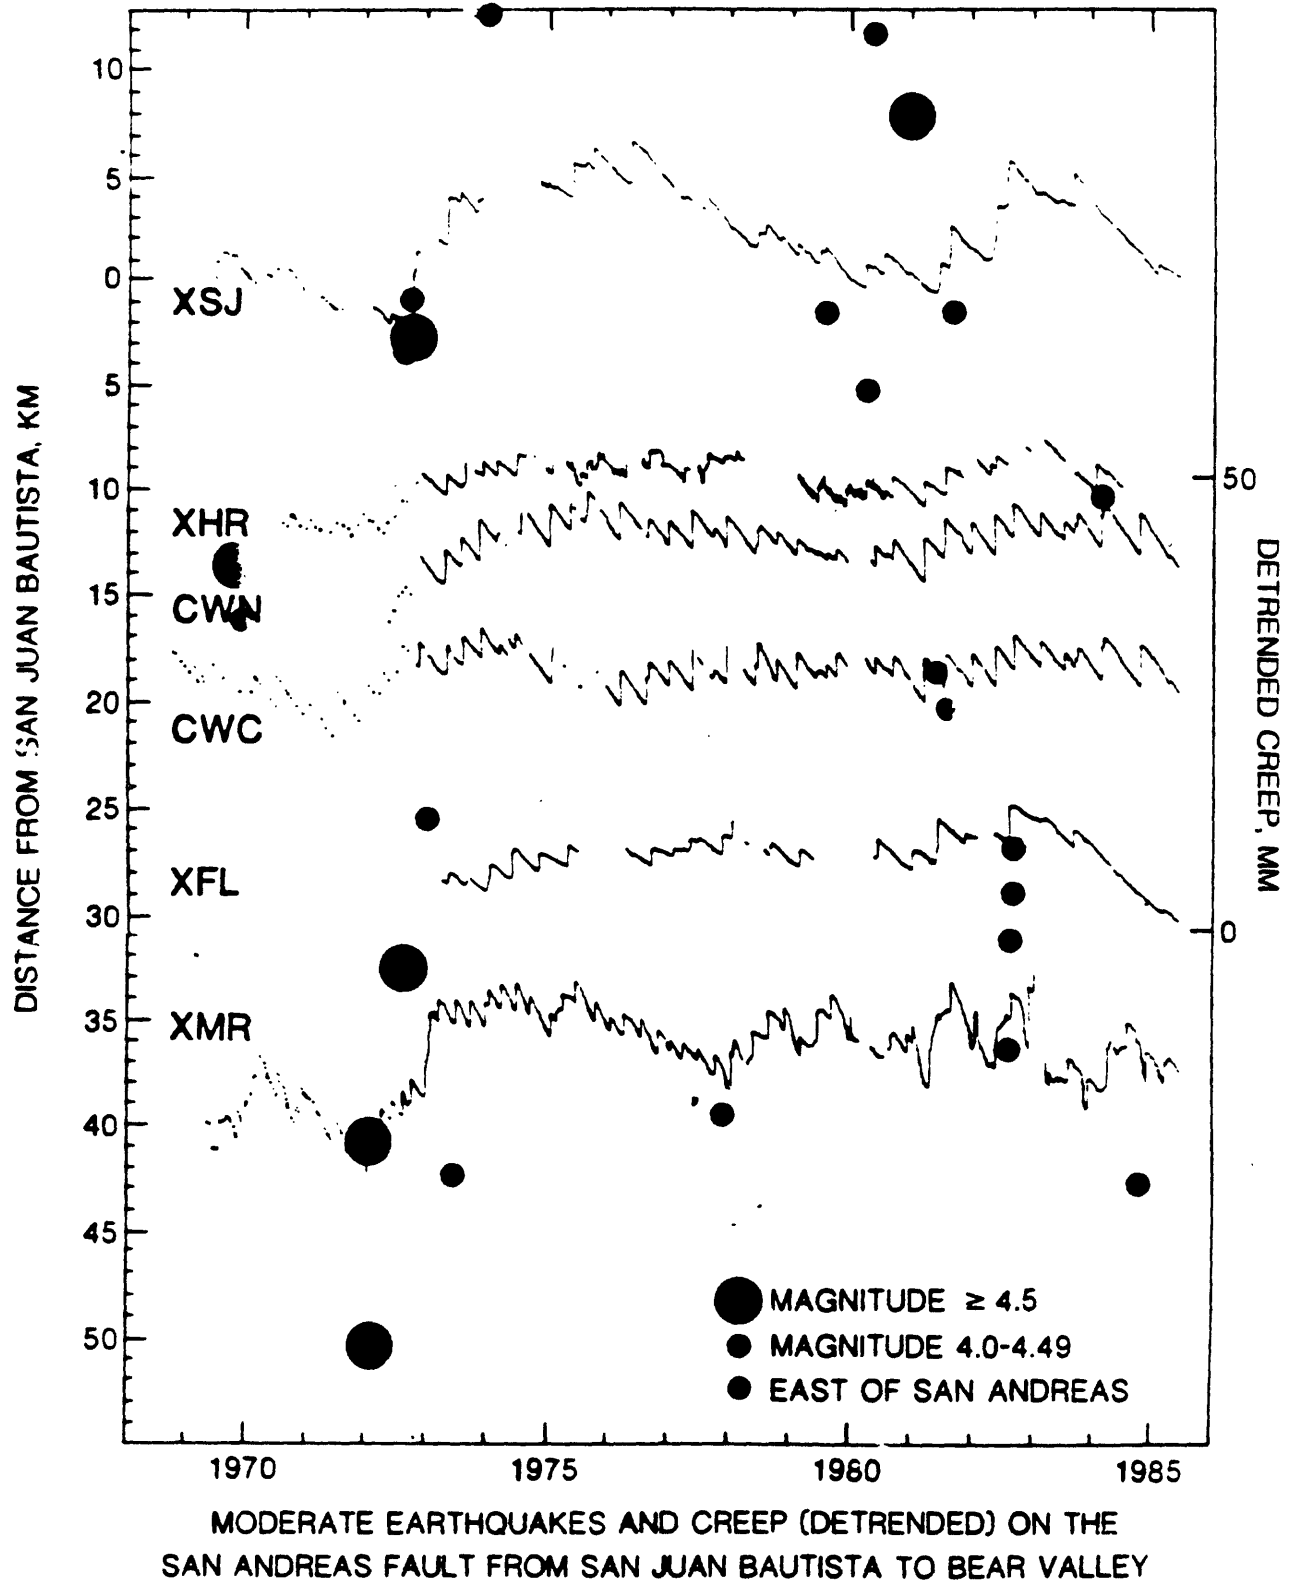 10
5
0
XSJ
5
10
50
XHR
15
CWN
20
CWC
25
XFL
30
0
35
XMR
40
45
50
DISTANCE FROM SAN JUAN BAUTISTA, KM
DETRENDED CREEP, MM
MAGNITUDE ≥ 4.5
MAGNITUDE 4.0-4.49
EAST OF SAN ANDREAS
1970 1975 1960 1985
MODERATE EARTHQUAKES AND CREEP (DETRENDED) ON THE
SAN ANDREAS FAULT FROM SAN JUAN BAUTISTA TO BEAR VALLEY